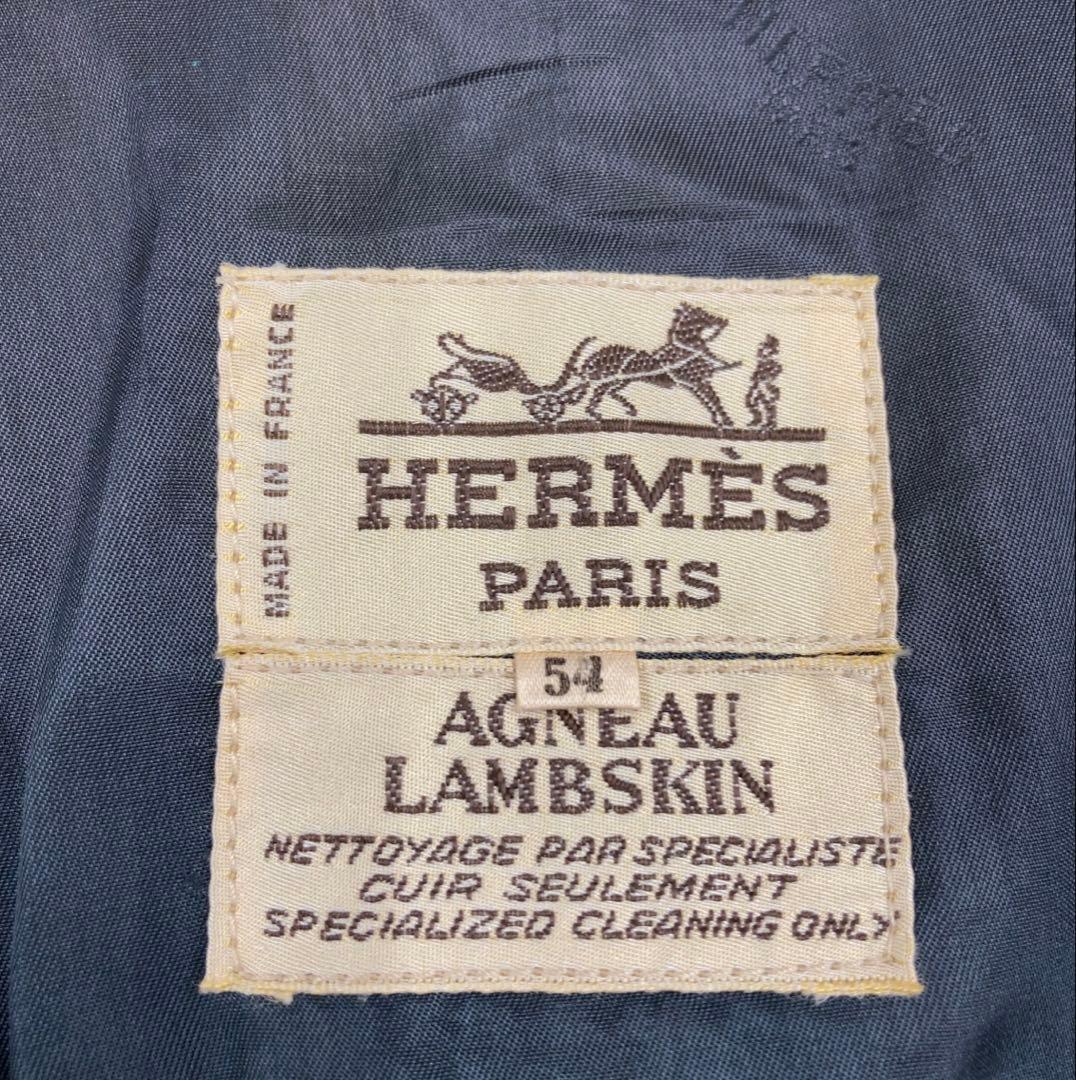 MADE IN FRANCE
HERMÈS
PARIS
54
AGNEAU
LAMBSKIN
NETTOYAGE PAR SPECIALISTE
CUIR SEULEMENT
SPECIALIZED CLEANING ONLY